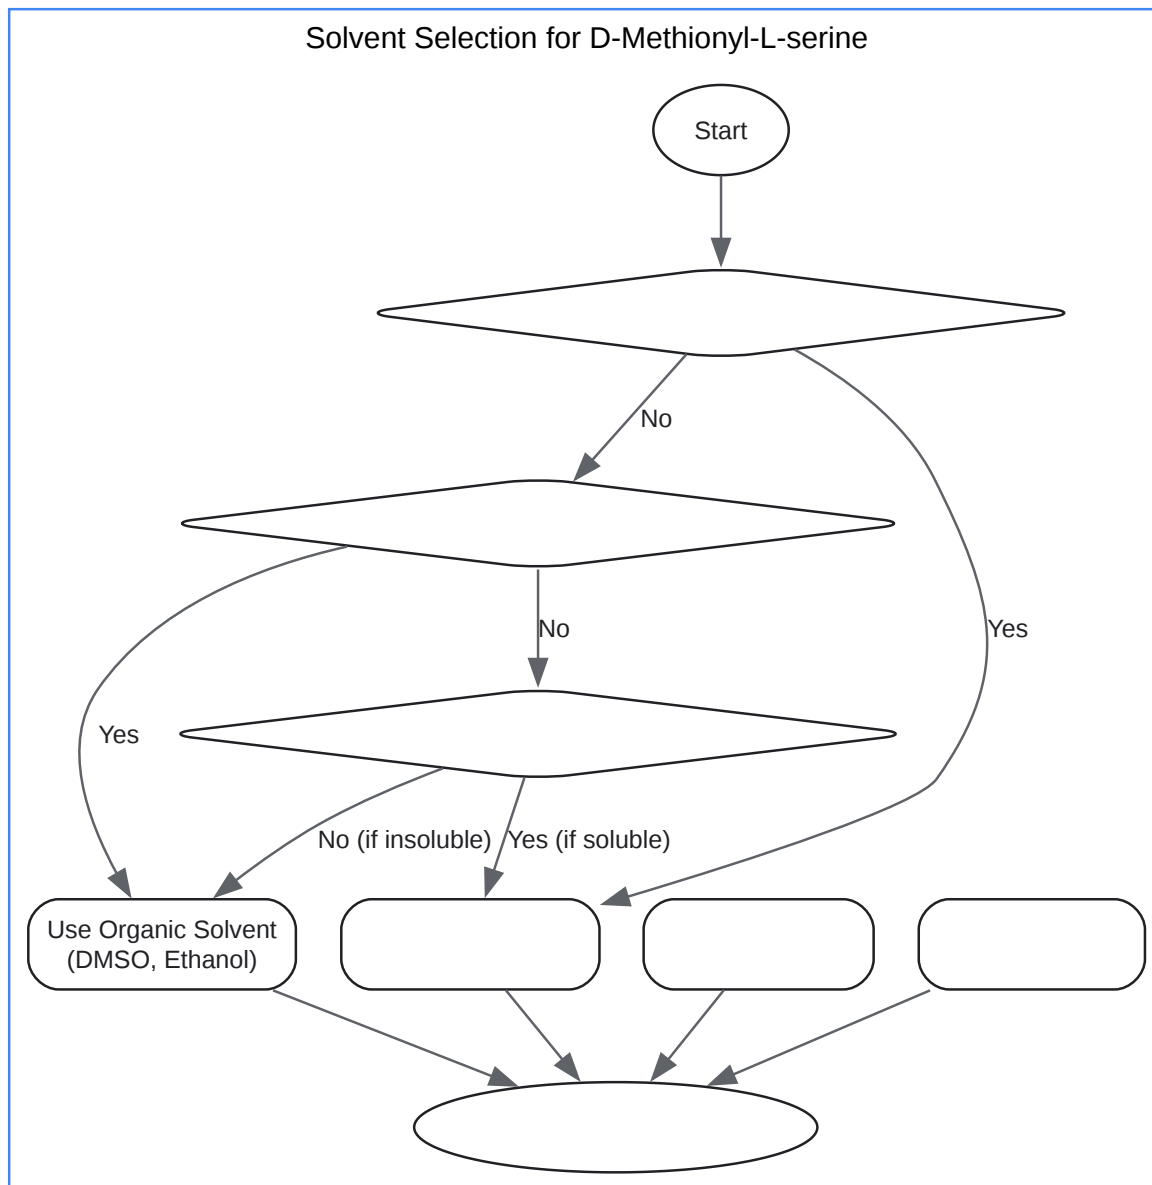 Solvent Selection for D-Methionyl-L-serine
Start
No
No
Yes
Yes
No (if insoluble)
Yes (if soluble)
Use Organic Solvent
(DMSO, Ethanol)